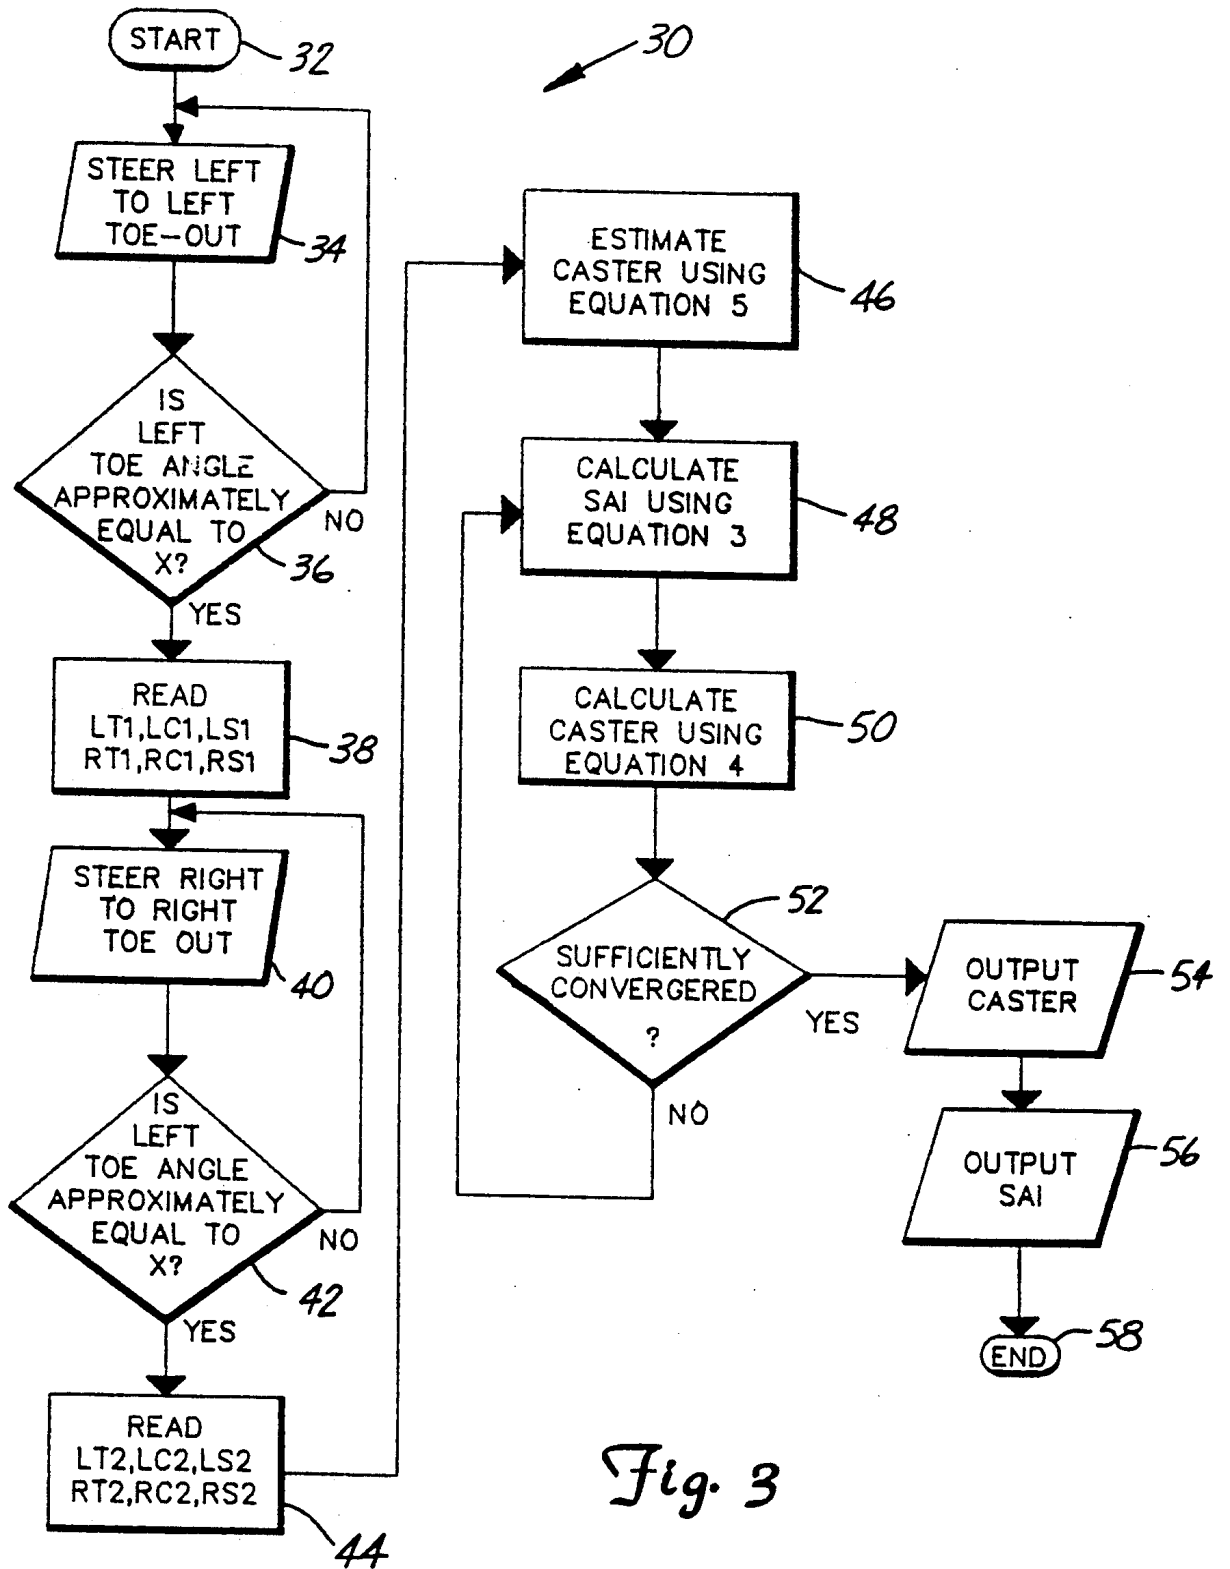 START
32
30
STEER LEFT
TO LEFT
TOE-OUT
34
IS
LEFT
TOE ANGLE
APPROXIMATELY
EQUAL TO
X?
NO
36
YES
READ
LT1,LC1,LS1
RT1,RC1,RS1
38
STEER RIGHT
TO RIGHT
TOE OUT
40
IS
LEFT
TOE ANGLE
APPROXIMATELY
EQUAL TO
X?
NO
42
YES
READ
LT2,LC2,LS2
RT2,RC2,RS2
44
ESTIMATE
CASTER USING
EQUATION 5
46
CALCULATE
SAI USING
EQUATION 3
48
CALCULATE
CASTER USING
EQUATION 4
50
52
SUFFICIENTLY
CONVERGERED
?
YES
NO
OUTPUT
CASTER
54
OUTPUT
SAI
56
END
58
Fig. 3